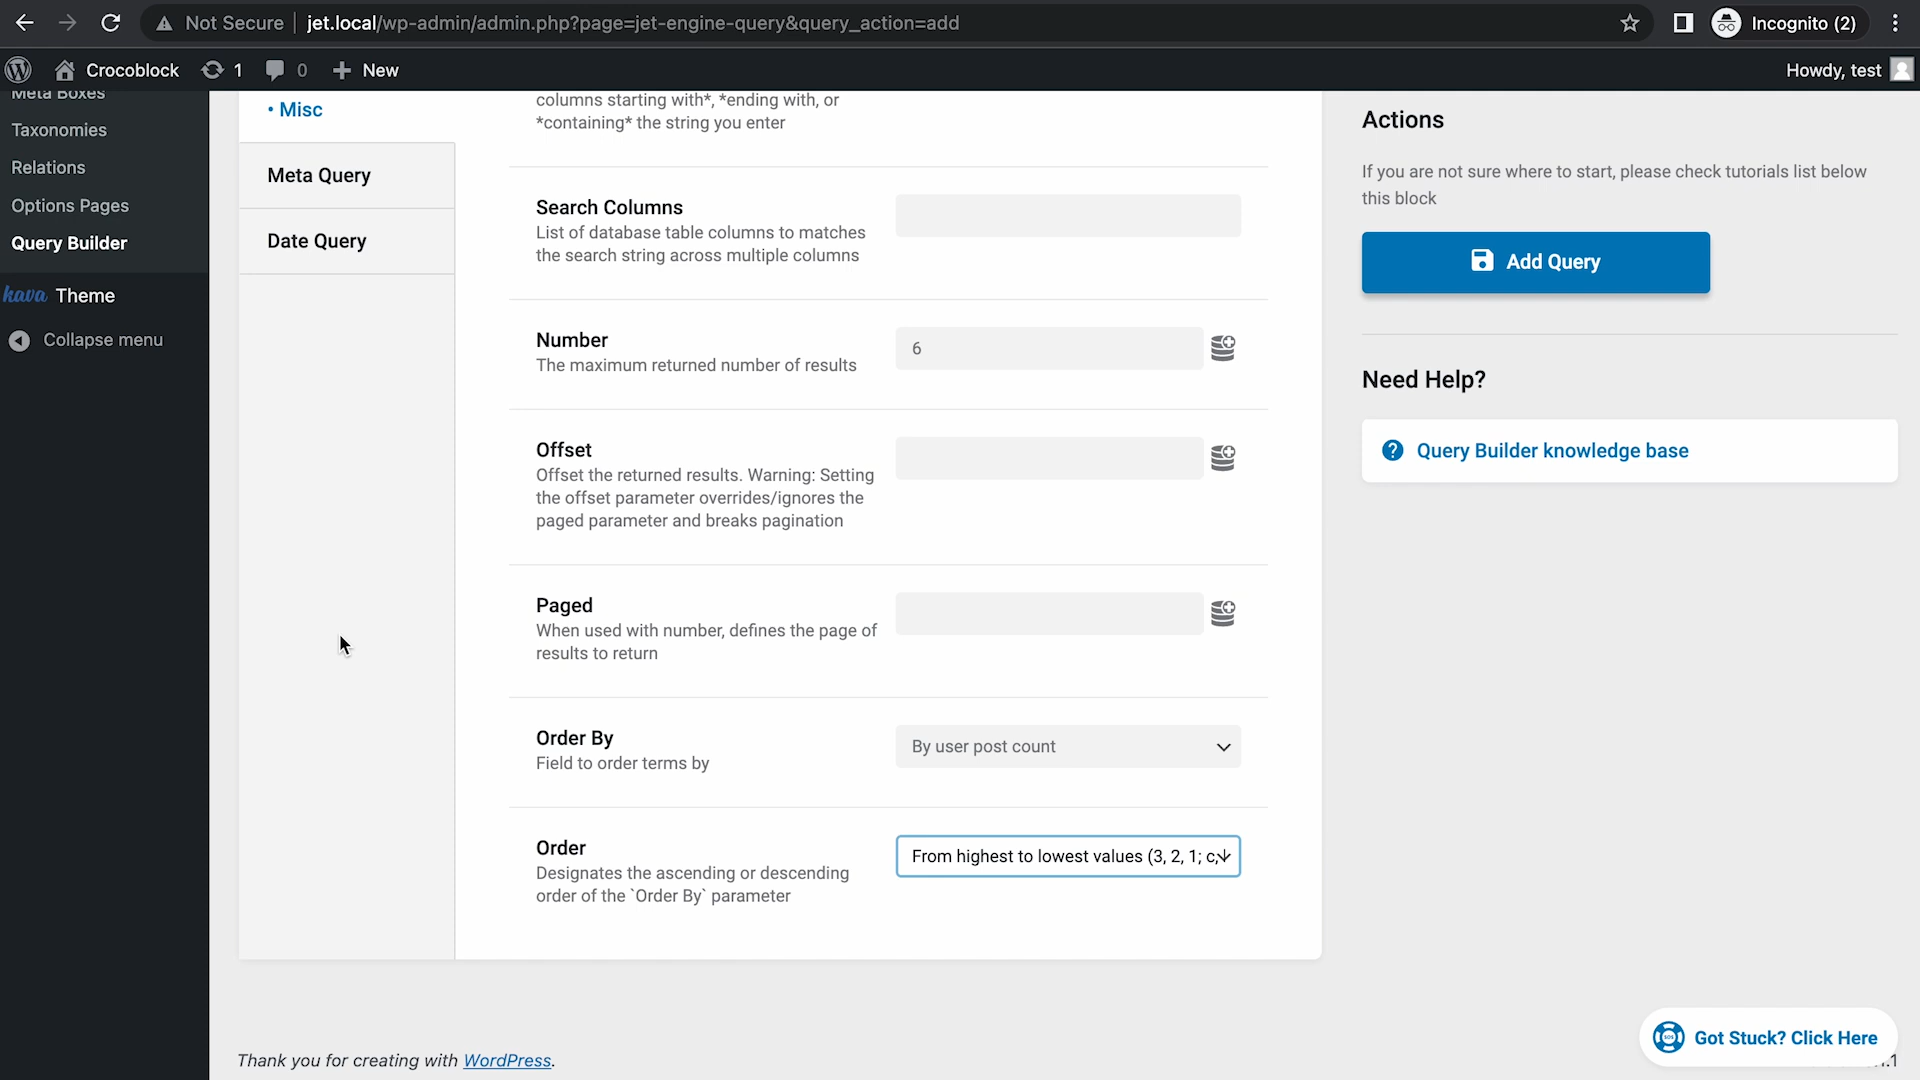 Not Secure
jet.local/wp-admin/admin.php?page=jet-engine-query&query_action=add
Incognito (2)
Crocoblock
1
0
New
Howdy, test
Meta Boxes
Taxonomies
Relations
Options Pages
Query Builder
hava Theme
Collapse menu
• Misc
Meta Query
Date Query
columns starting with*, *ending with, or
*containing* the string you enter
Search Columns
List of database table columns to matches
the search string across multiple columns
Number
The maximum returned number of results
6
Offset
Offset the returned results. Warning: Setting
the offset parameter overrides/ignores the
paged parameter and breaks pagination
Paged
When used with number, defines the page of
results to return
Order By
Field to order terms by
By user post count
Order
Designates the ascending or descending
order of the `Order By` parameter
From highest to lowest values (3, 2, 1; c,
Actions
If you are not sure where to start, please check tutorials list below
this block
Add Query
Need Help?
Query Builder knowledge base
Thank you for creating with WordPress.
Got Stuck? Click Here